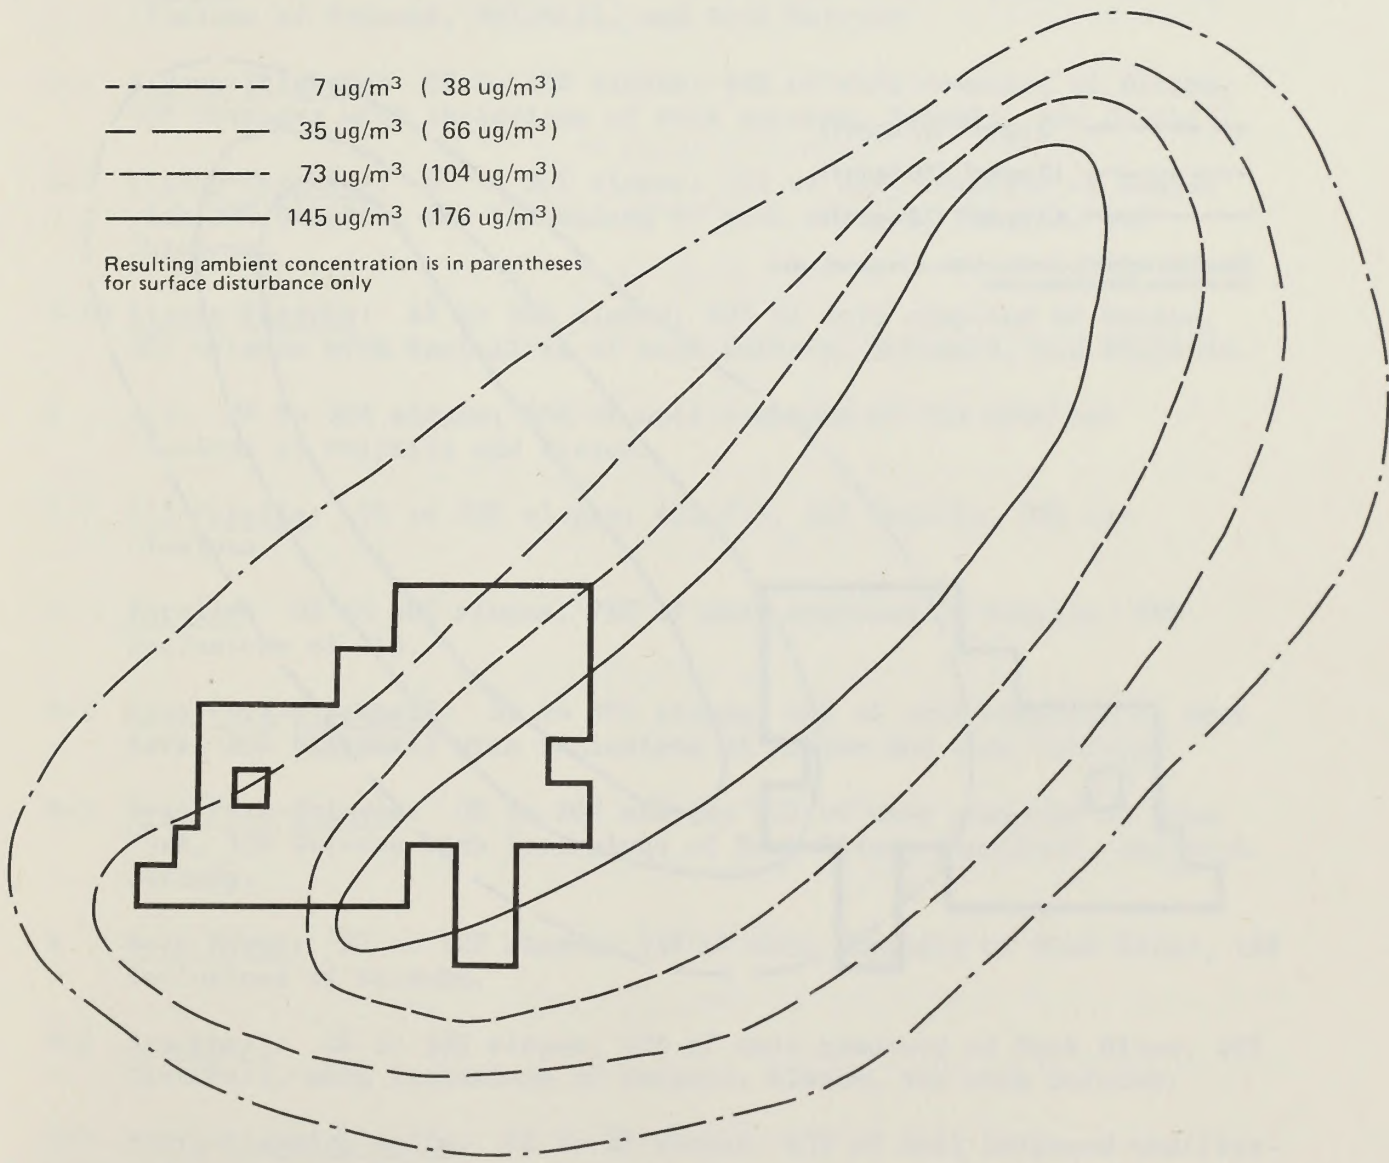 7 ug/m³ ( 38 ug/m³)
35 ug/m³ ( 66 ug/m³)
73 ug/m³ (104 ug/m³)
145 ug/m³ (176 ug/m³)
Resulting ambient concentration is in parentheses
for surface disturbance only